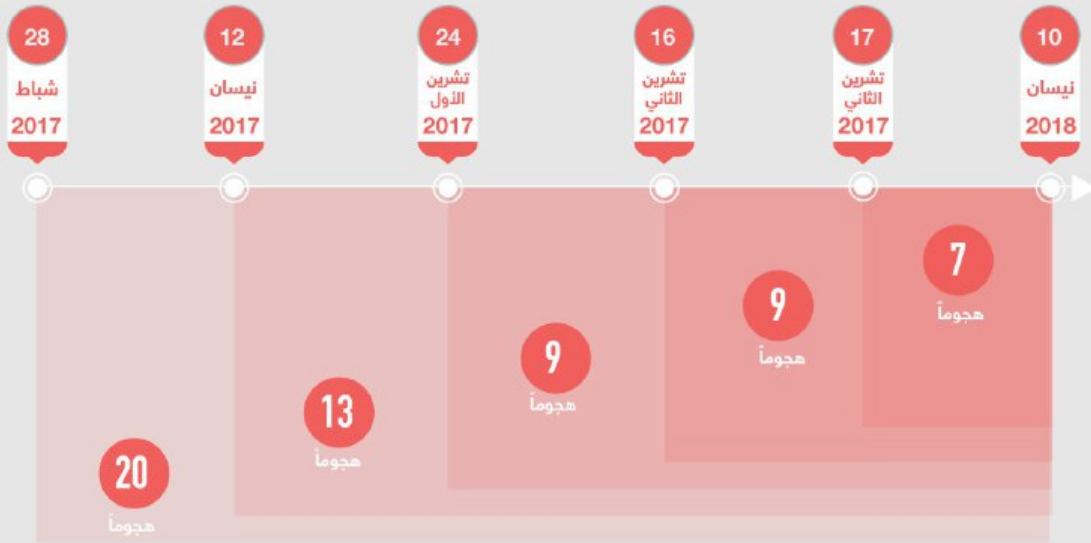 28
شباط
2017
12
نيسان
2017
24
تشرين
الأول
2017
16
تشرين
الثاني
2017
17
تشرين
الثاني
2017
10
نيسان
2018
20
هجوماً
13
هجوماً
9
هجوماً
9
هجوماً
7
هجوماً